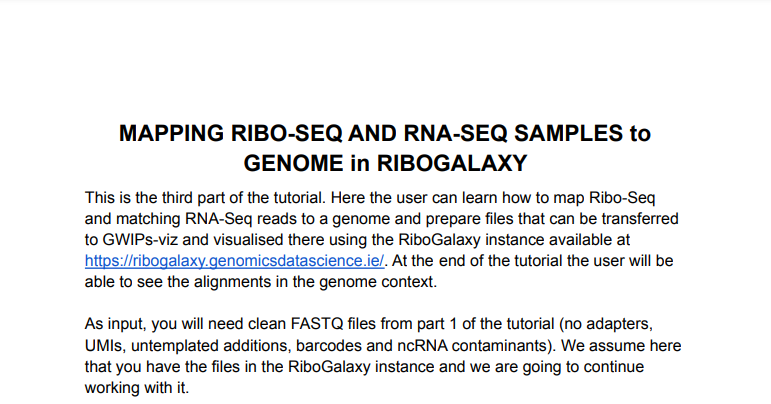 MAPPING RIBO-SEQ AND RNA-SEQ SAMPLES to
GENOME in RIBOGALAXY
This is the third part of the tutorial. Here the user can learn how to map Ribo-Seq
and matching RNA-Seq reads to a genome and prepare files that can be transferred
to GWIPs-viz and visualised there using the RiboGalaxy instance available at
https://ribogalaxy.genomicsdatascience.ie/. At the end of the tutorial the user will be
able to see the alignments in the genome context.
As input, you will need clean FASTQ files from part 1 of the tutorial (no adapters,
UMIs, untemplated additions, barcodes and ncRNA contaminants). We assume here
that you have the files in the RiboGalaxy instance and we are going to continue
working with it.